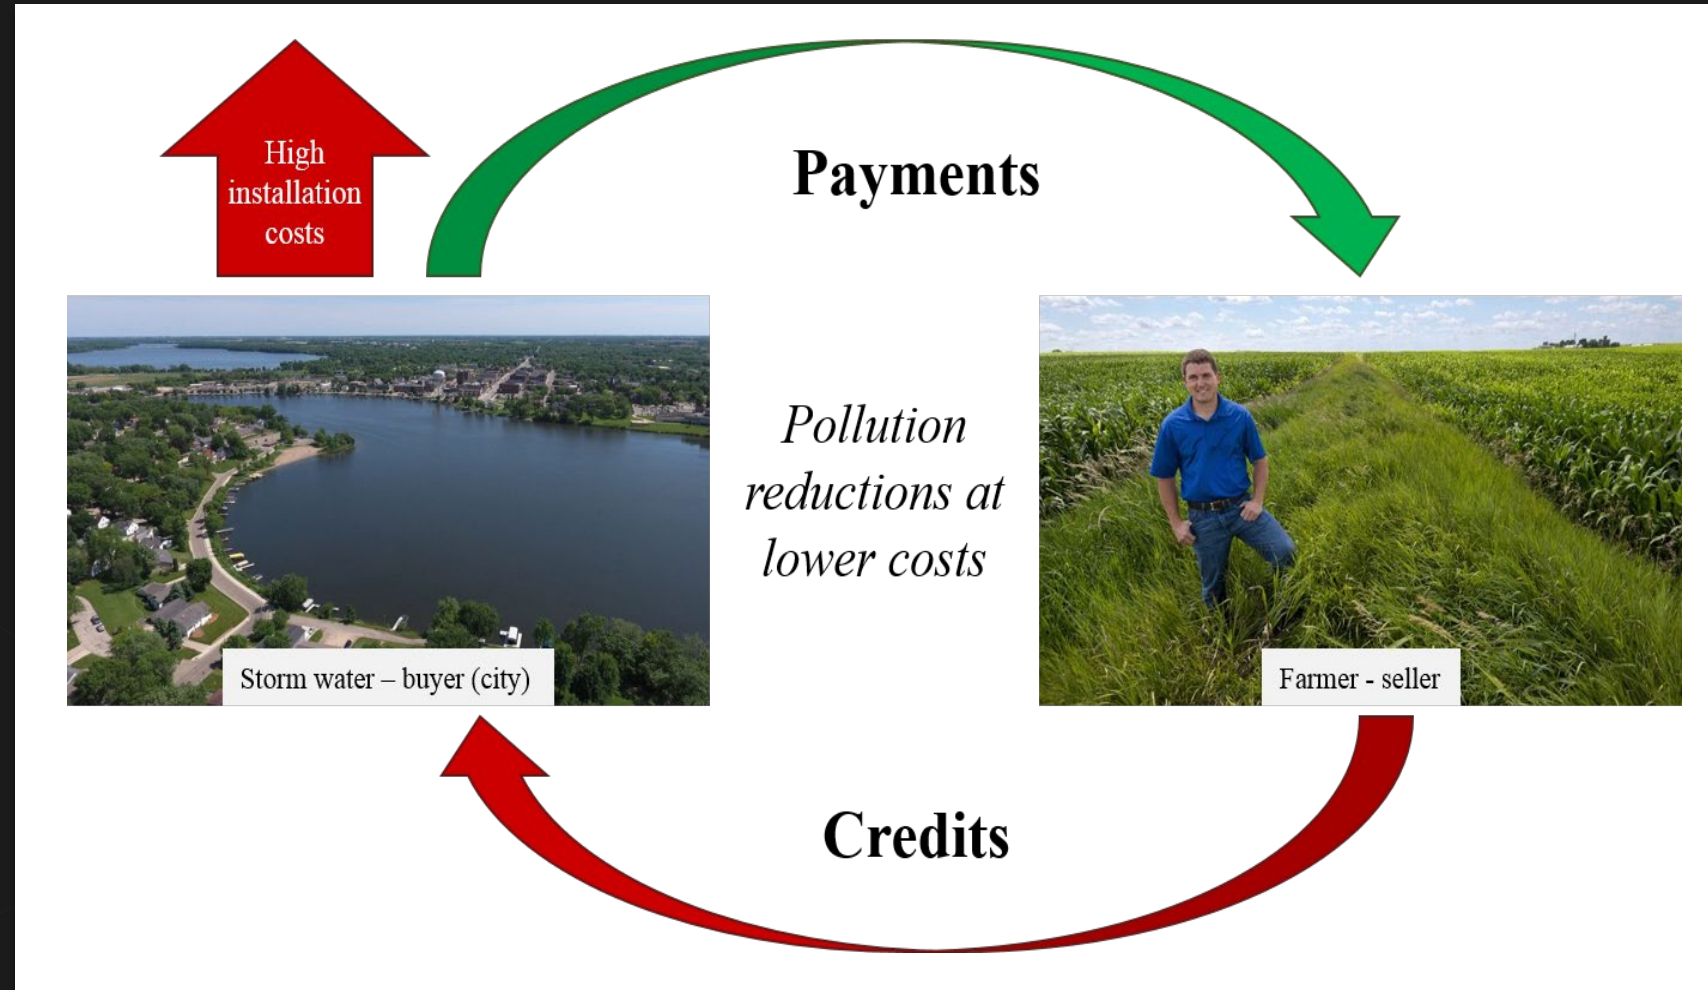 High
installation
costs
Payments
Pollution
reductions at
lower costs
Storm water – buyer (city)
Farmer - seller
Credits